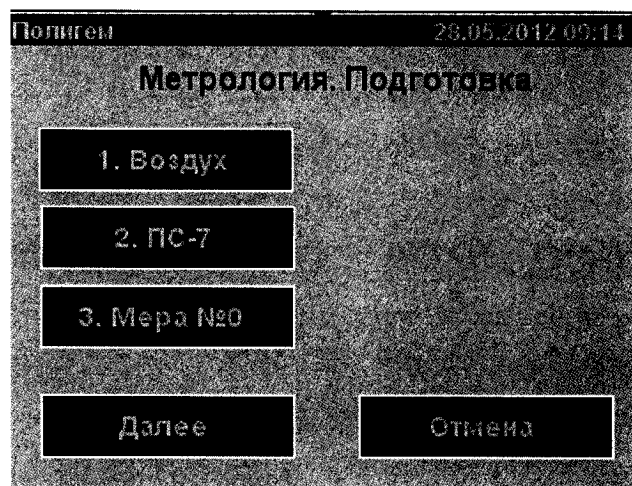 Полигем 28.05.2012 09:14
Метрология. Подготовка
1. Воздух
2. ПС-7
3. Мера №0
Далее Отмена